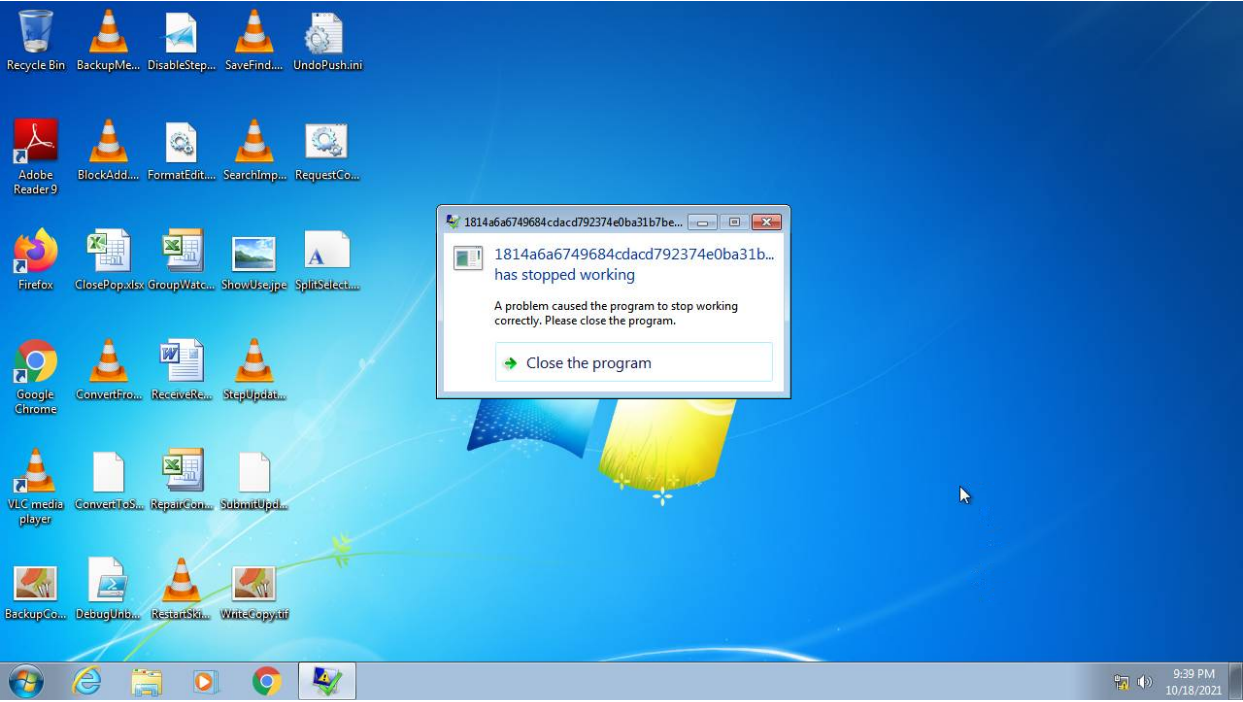 Recycle Bin
BackupMe...
DisableStep...
SaveFind....
UndoPush.ini
Adobe
Reader 9
BlockAdd....
FormatEdit....
SearchImp...
RequestCo...
Firefox
ClosePop.xlsx
GroupWatc...
ShowUse.jpe
SplitSelect....
Google
Chrome
ConvertFro...
ReceiveRe...
StepUpdat...
VLC media
player
ConvertToS...
RepairCon...
SubmitUpd...
BackupCo...
DebugUnb...
RestartSki...
WriteCopy.tif
1814a6a6749684cdacd792374e0ba31b7be...
1814a6a6749684cdacd792374e0ba31b...
has stopped working
A problem caused the program to stop working
correctly. Please close the program.
Close the program
9:39 PM
10/18/2021